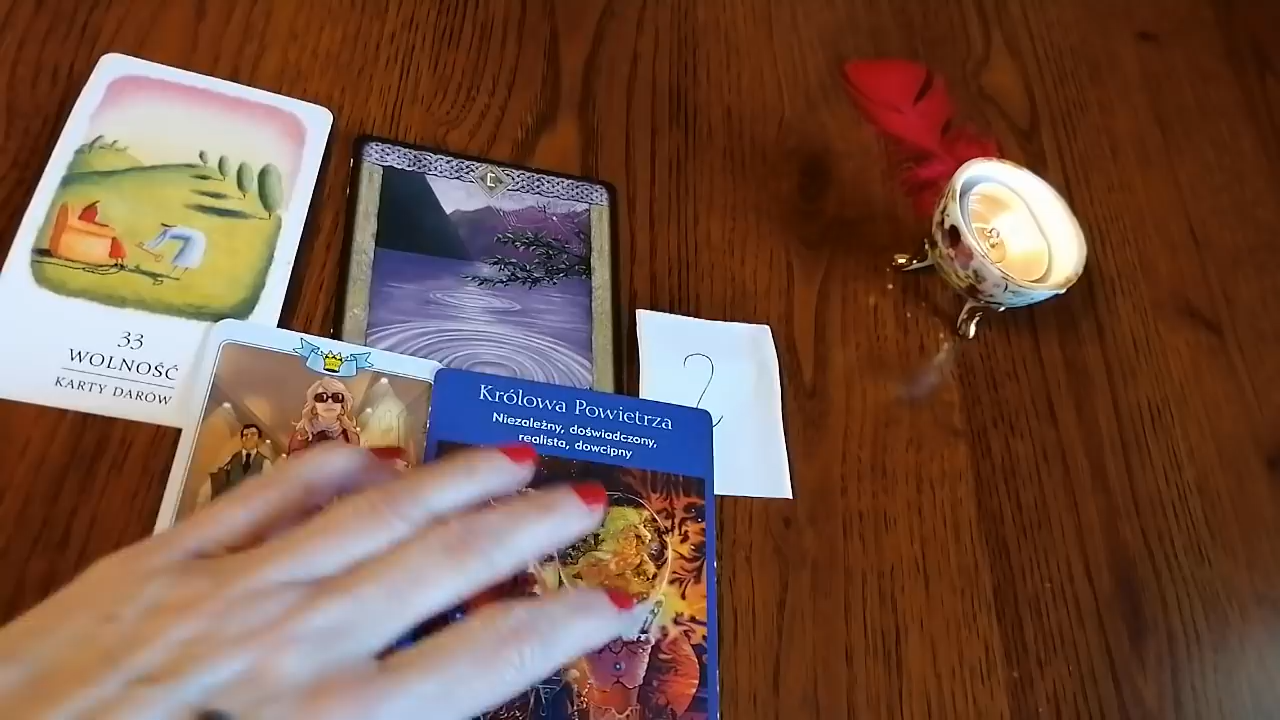 33
WOLNOŚĆ
KARTY DARÓW
Królowa Powietrza
Niezależny, doświadczony,
realista, dowcipny
2